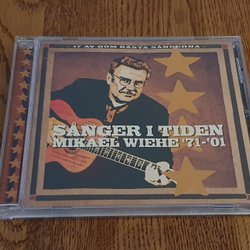 17 AV DOM BÄSTA SÅNGERNA
SÅNGER I TIDEN
MIKAEL WIEHE '71-'01